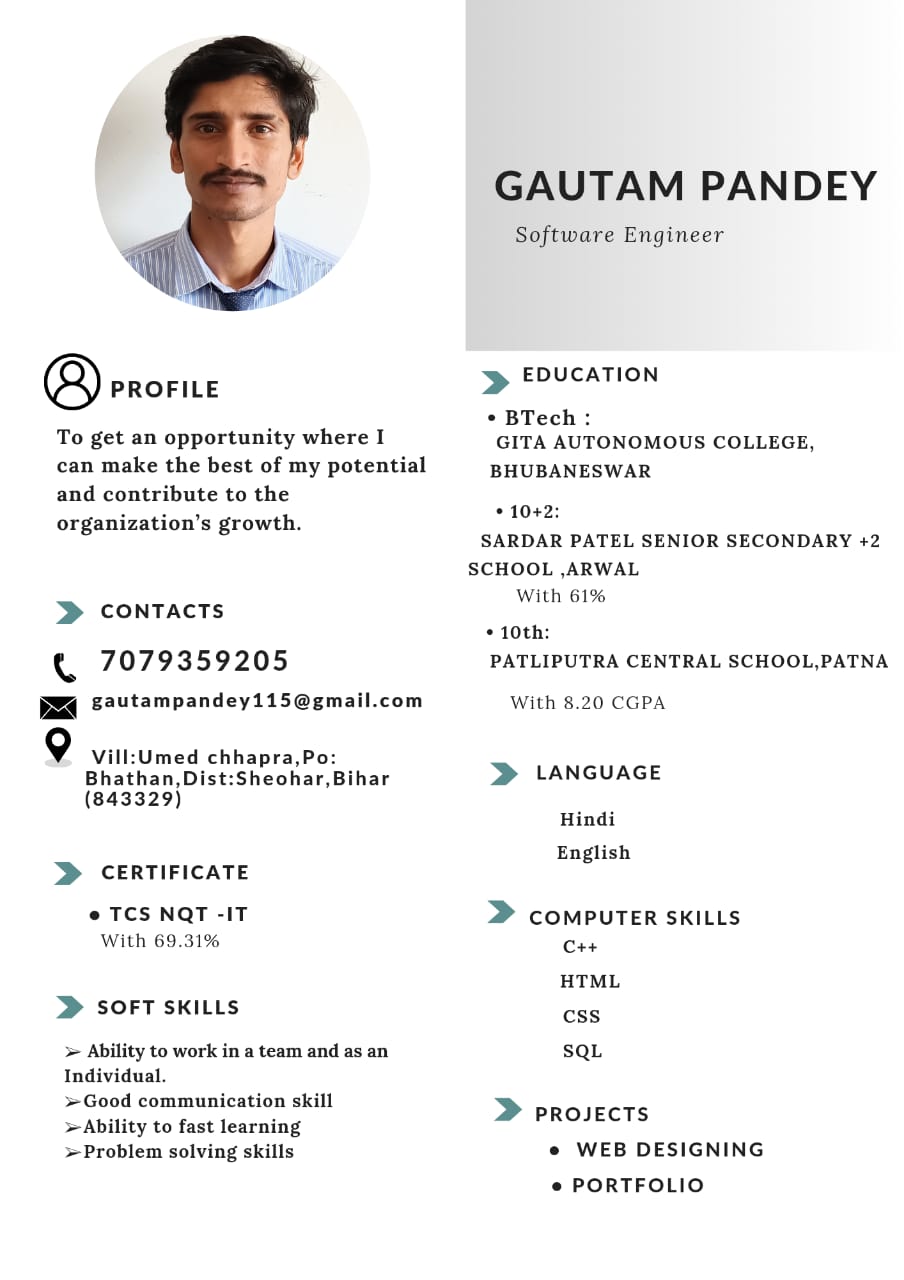 GAUTAM PANDEY
Software Engineer
PROFILE
To get an opportunity where I
can make the best of my potential
and contribute to the
organization’s growth.
CONTACTS
7079359205
gautampandey115@gmail.com
Vill:Umed chhapra,Po:
Bhathan,Dist:Sheohar,Bihar
(843329)
CERTIFICATE
● TCS NQT -IT
With 69.31%
SOFT SKILLS
➢ Ability to work in a team and as an
Individual.
➢Good communication skill
➢Ability to fast learning
➢Problem solving skills
EDUCATION
• BTech :
GITA AUTONOMOUS COLLEGE,
BHUBANESWAR
• 10+2:
SARDAR PATEL SENIOR SECONDARY +2
SCHOOL ,ARWAL
With 61%
• 10th:
PATLIPUTRA CENTRAL SCHOOL,PATNA
With 8.20 CGPA
LANGUAGE
Hindi
English
COMPUTER SKILLS
C++
HTML
CSS
SQL
PROJECTS
● WEB DESIGNING
● PORTFOLIO